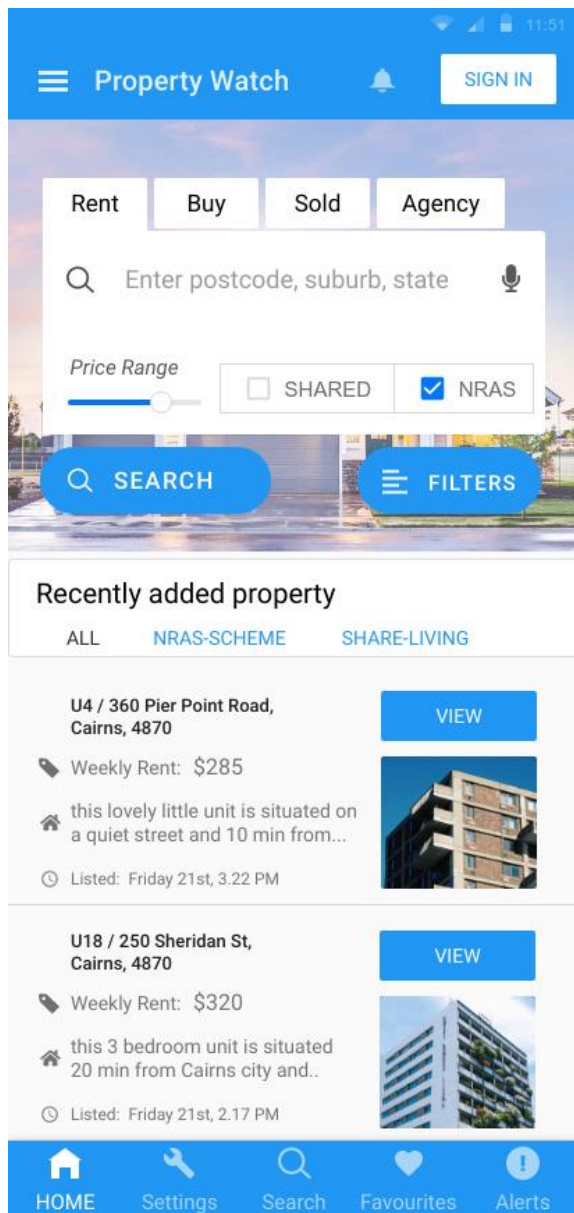 11:51
Property Watch
SIGN IN
Rent Buy Sold Agency
Enter postcode, suburb, state
Price Range
SHARED NRAS
SEARCH FILTERS
Recently added property
ALL NRAS-SCHEME SHARE-LIVING
U4 / 360 Pier Point Road,
Cairns, 4870
VIEW
Weekly Rent: $285
this lovely little unit is situated on
a quiet street and 10 min from...
Listed: Friday 21st, 3.22 PM
U18 / 250 Sheridan St,
Cairns, 4870
VIEW
Weekly Rent: $320
this 3 bedroom unit is situated
20 min from Cairns city and..
Listed: Friday 21st, 2.17 PM
HOME Settings Search Favourites Alerts